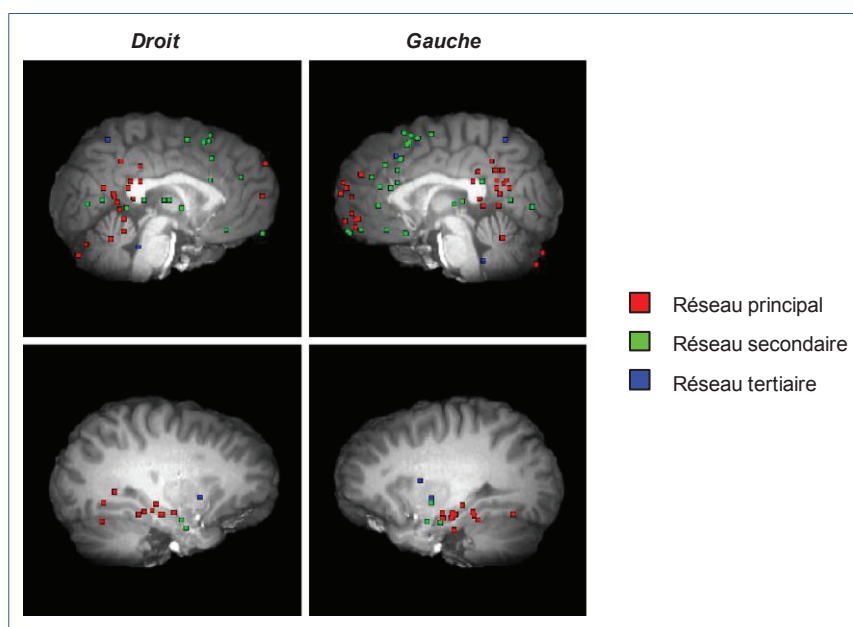 Droit
Gauche
Réseau principal
Réseau secondaire
Réseau tertiaire